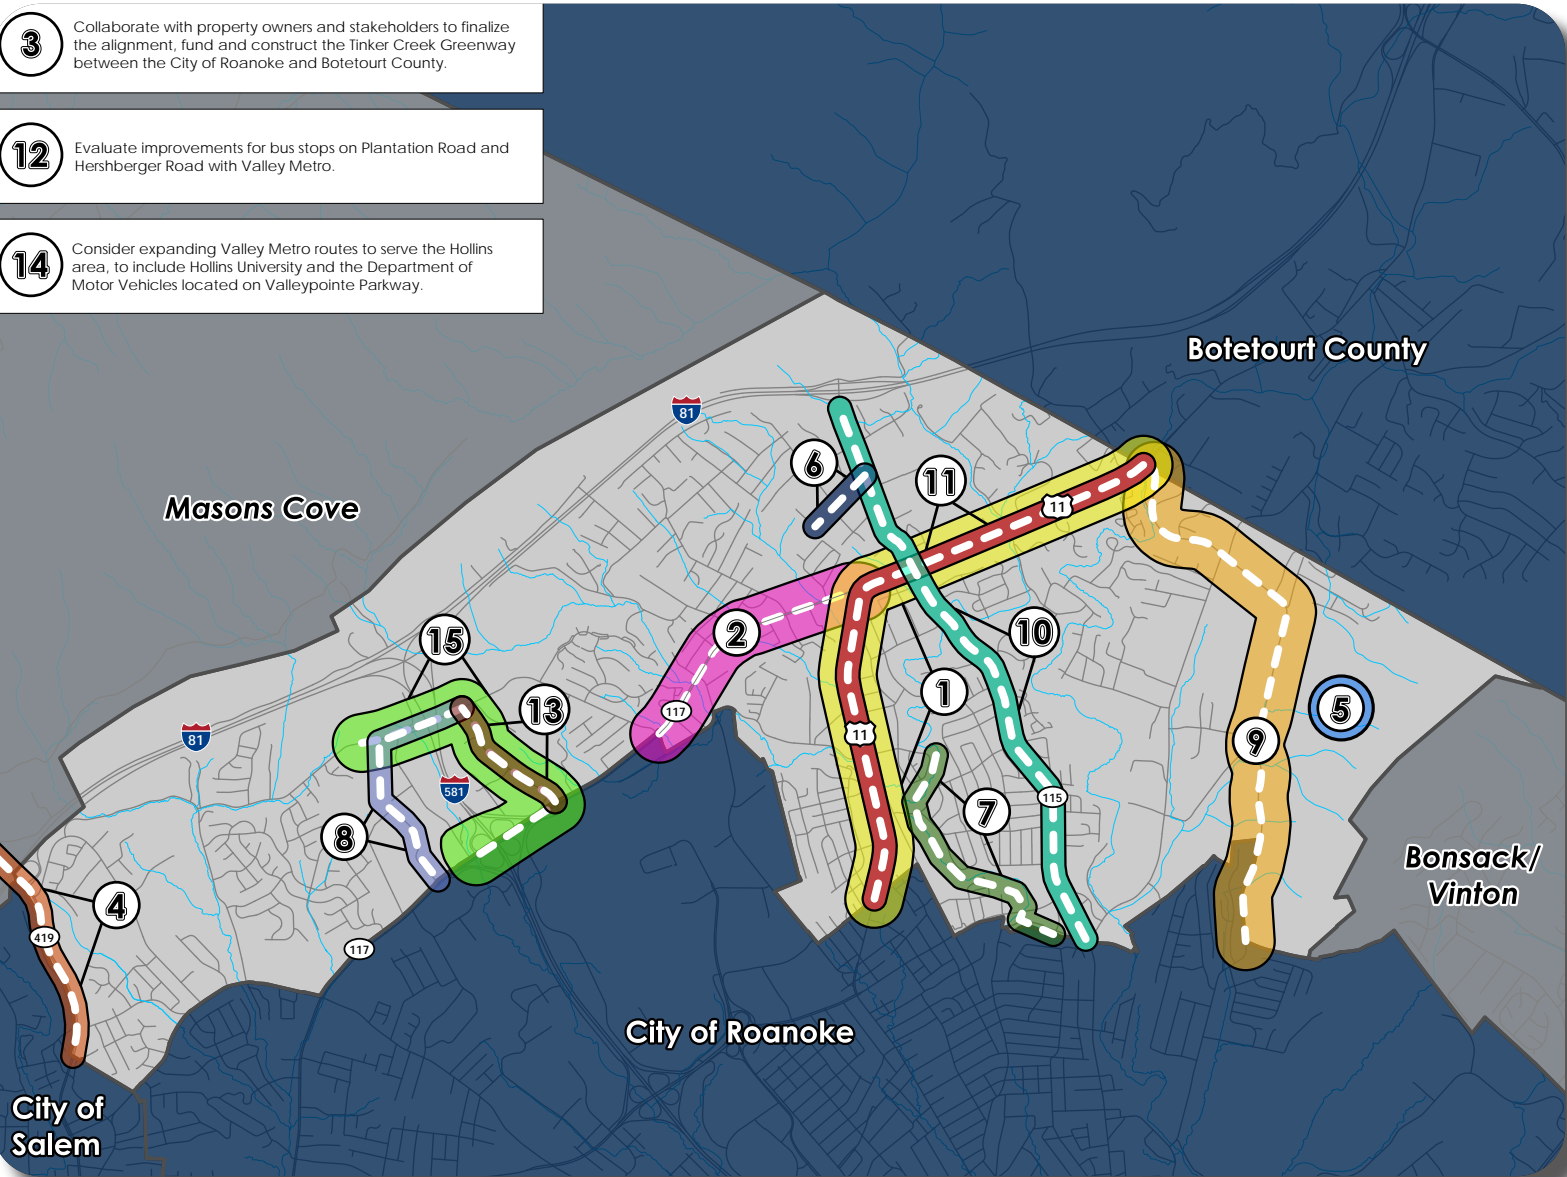 3
Collaborate with property owners and stakeholders to finalize
the alignment, fund and construct the Tinker Creek Greenway
between the City of Roanoke and Botetourt County.
12
Evaluate improvements for bus stops on Plantation Road and
Hershberger Road with Valley Metro.
14
Consider expanding Valley Metro routes to serve the Hollins
area, to include Hollins University and the Department of
Motor Vehicles located on Valleypointe Parkway.
Botetourt County
81
6
11
11
Masons Cove
15
2
10
13
1
117
5
81
11
9
581
115
7
8
Bonsack/
Vinton
4
419
117
City of Roanoke
City of
Salem